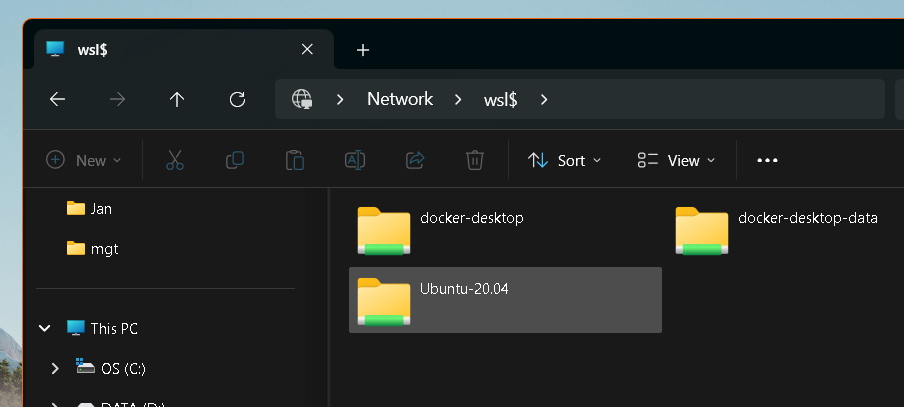 wsl$
Network > wsl$ >
New
Sort
View
Jan
mgt
This PC
OS (C:)
DATA (D:)
docker-desktop
docker-desktop-data
Ubuntu-20.04